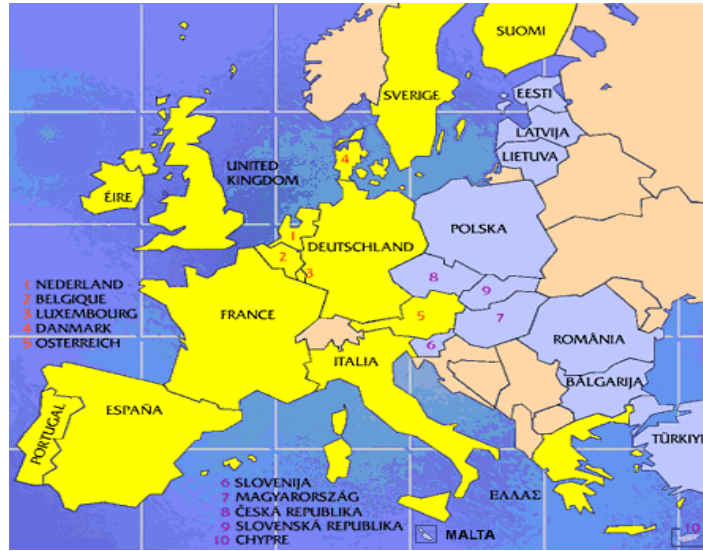 SUOMI
SVERIGE
EESTI
LATVIJA
LIETUVA
UNITED
KINGDOM
ÉIRE
4
POLSKA
1
DEUTSCHLAND
2
3
8
9
7
5
6
1 NEDERLAND
2 BELGIQUE
3 LUXEMBOURG
4 DANMARK
5 OSTERREICH
FRANCE
ROMÂNIA
ITALIA
BĂLGARIJA
ESPAÑA
PORTUGAL
TÜRKIYE
ΕΛΛΑΣ
6 SLOVENIJA
7 MAGYARORSZÁG
8 ČESKÁ REPUBLIKA
9 SLOVENSKÁ REPUBLIKA
10 CHYPRE
MALTA
10